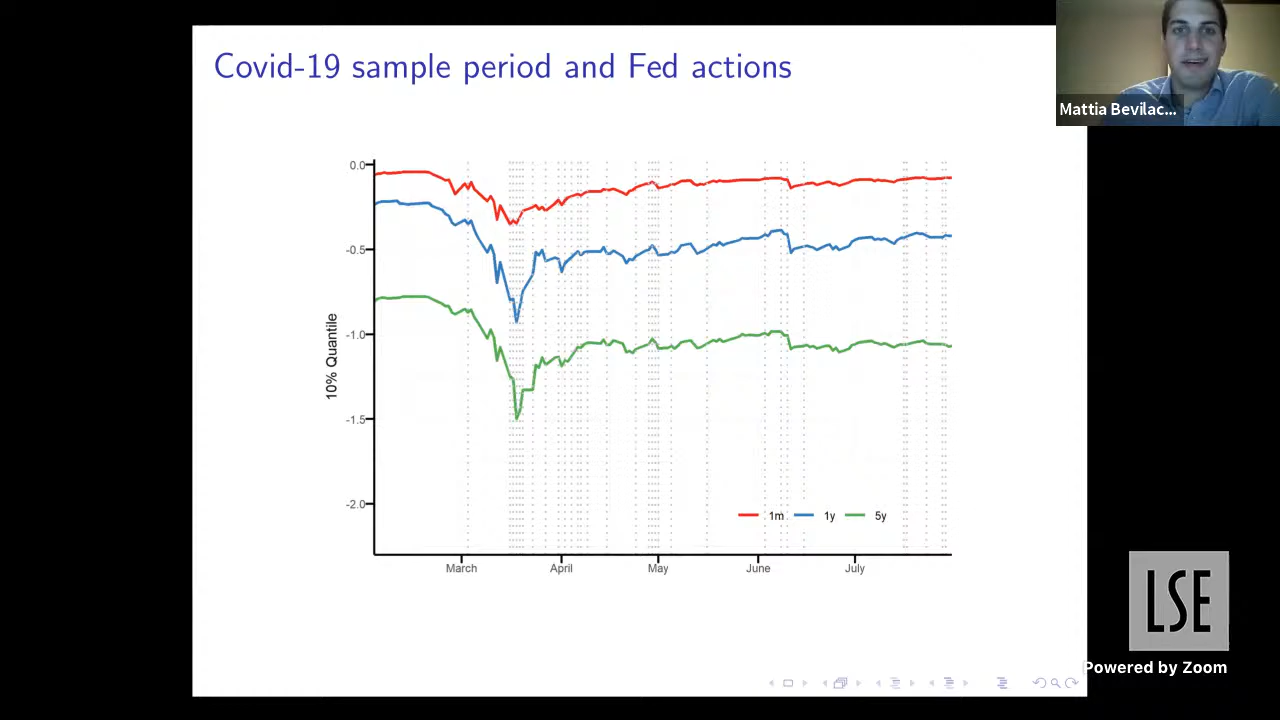 Covid-19 sample period and Fed actions
Mattia Bevilac...
0.0
-0.5
-1.0
-1.5
-2.0
10% Quantile
1m 1y 5y
March April May June July
LSE
Powered by Zoom